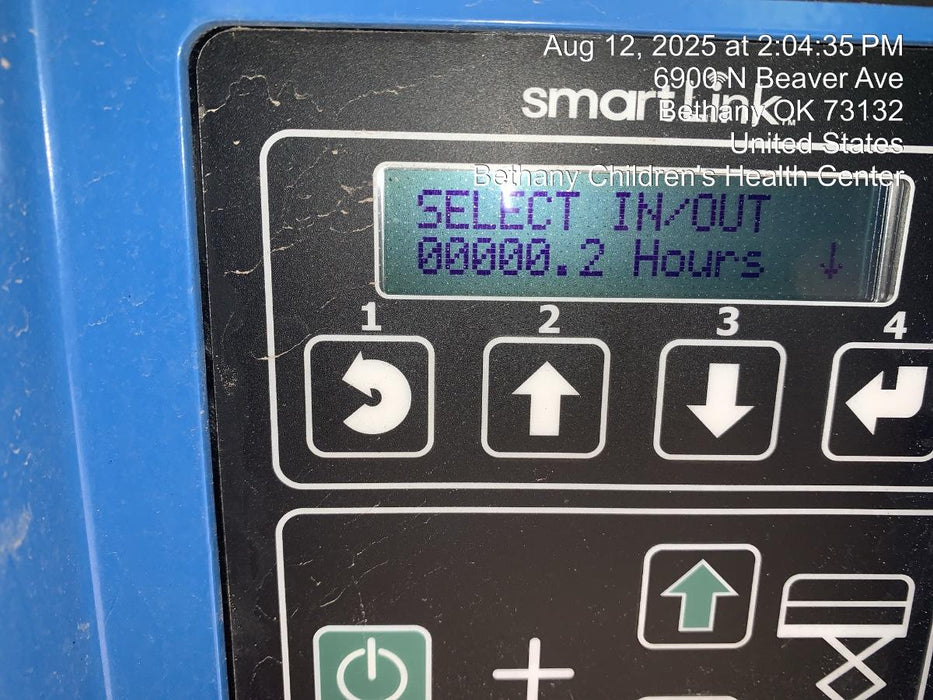 Aug 12, 2025 at 2:04:35 PM
6900 N Beaver Ave
smartLink™
Bethany OK 73132
United States
Bethany Children's Health Center
SELECT IN/OUT
00000.2 Hours ↓
1 2 3 4